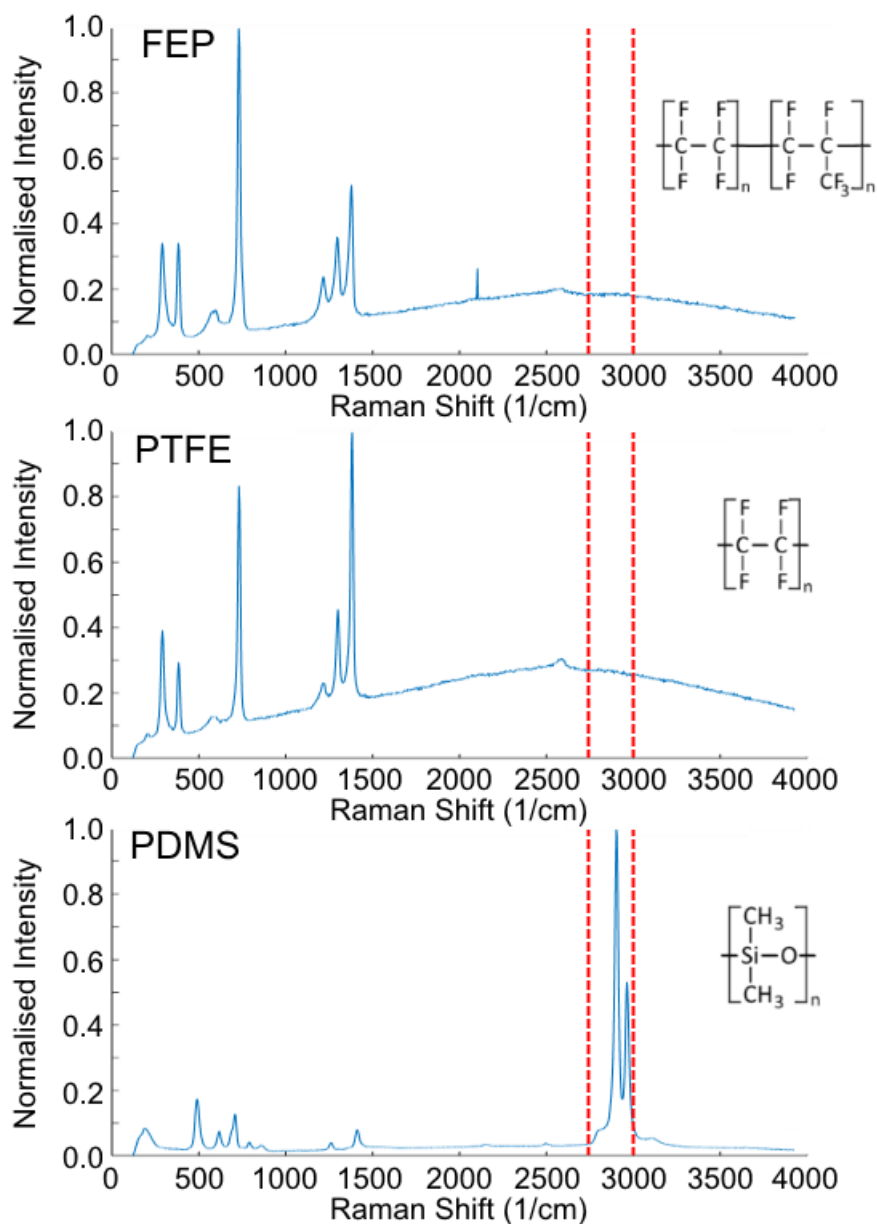 FEP
Normalised Intensity
1.0
0.8
0.6
0.4
0.2
0.0
0 500 1000 1500 2000 2500 3000 3500 4000
Raman Shift (1/cm)
F F F F
C C C C
F F n F CF3 n
PTFE
Normalised Intensity
1.0
0.8
0.6
0.4
0.2
0.0
0 500 1000 1500 2000 2500 3000 3500 4000
Raman Shift (1/cm)
F F
C C
F F n
PDMS
Normalised Intensity
1.0
0.8
0.6
0.4
0.2
0.0
0 500 1000 1500 2000 2500 3000 3500 4000
Raman Shift (1/cm)
CH3
Si O
CH3 n